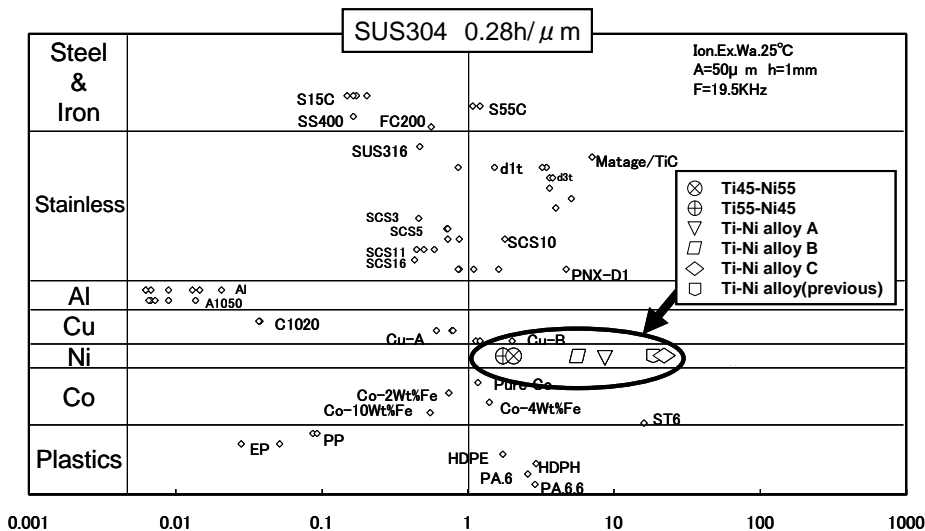 SUS304 0.28h/μm
Steel
&
Iron
Ion.Ex.Wa.25℃
A=50μ m h=1mm
F=19.5KHz
S15C
S55C
SS400
FC200
Stainless
SUS316
d1t
Matage/TiC
d3t
SCS3
SCS5
SCS10
SCS11
SCS16
PNX-D1
Ti45-Ni55
Ti55-Ni45
Ti-Ni alloy A
Ti-Ni alloy B
Ti-Ni alloy C
Ti-Ni alloy(previous)
Al
Al
A1050
Cu
C1020
Cu-A
Cu-B
Ni
Co
Pure Co
Co-2Wt%Fe
Co-4Wt%Fe
Co-10Wt%Fe
ST6
Plastics
PP
EP
HDPE
HDPH
PA.6
PA.6.6
0.001 0.01 0.1 1 10 100 1000